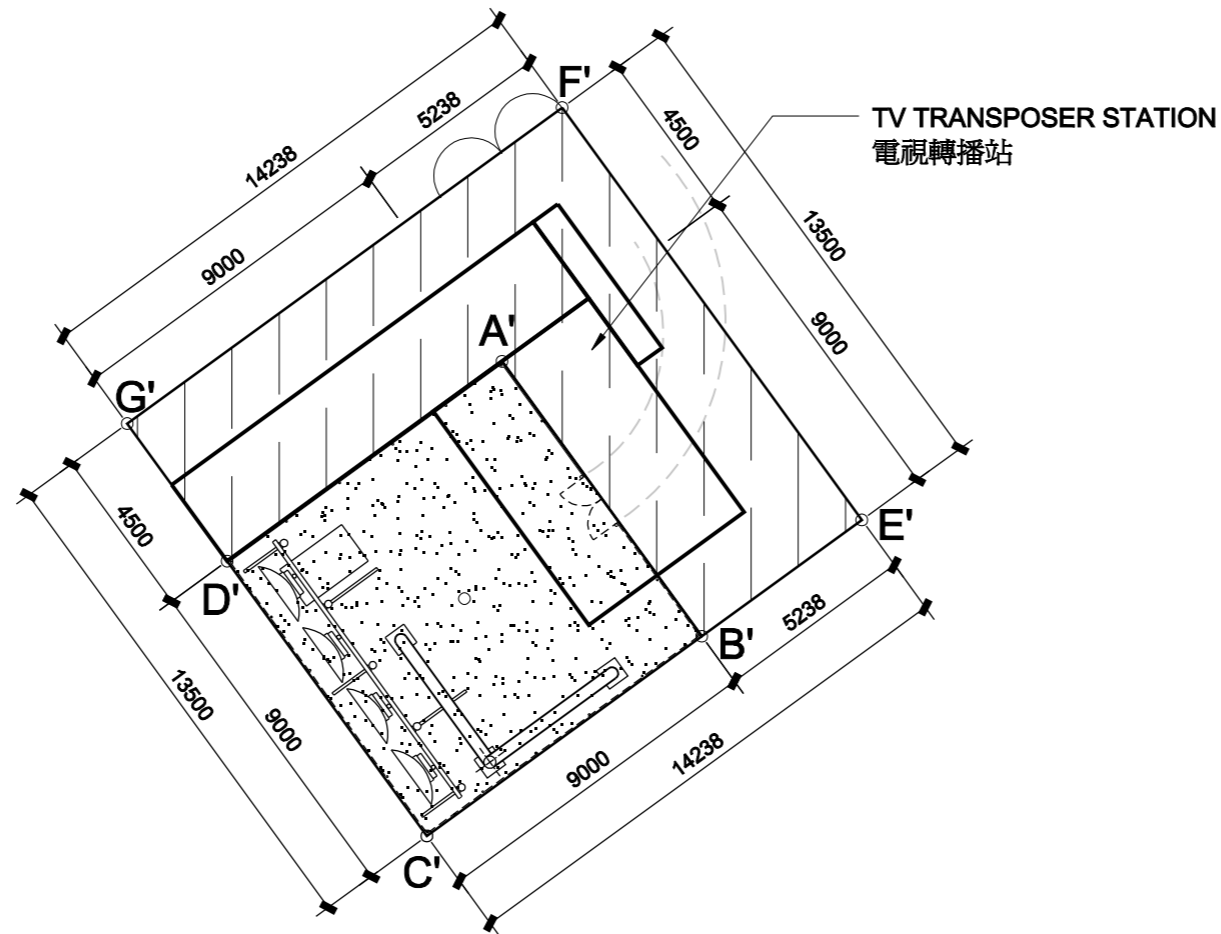 F'
5238
14238
9000
4500
13500
9000
TV TRANSPOSER STATION
電視轉播站
A'
G'
D'
4500
9000
13500
E'
B'
5238
9000
14238
C'